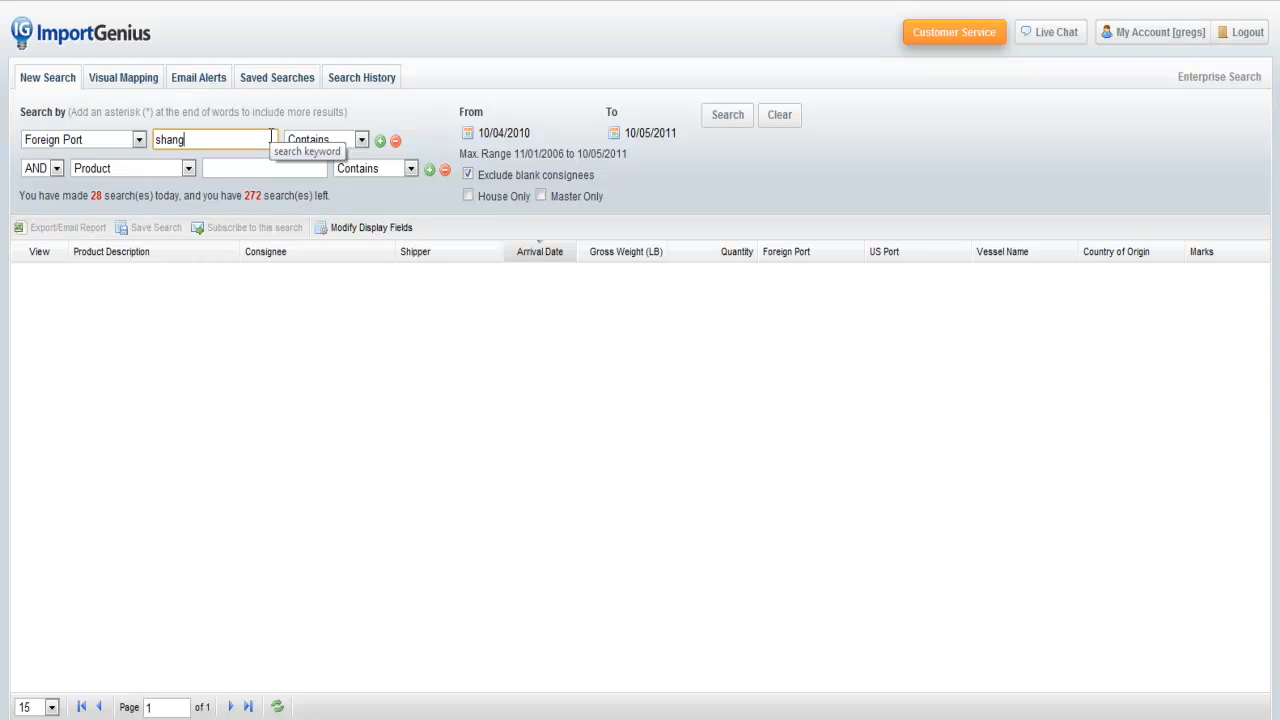 IG ImportGenius
Customer Service Live Chat My Account [gregs] Logout
New Search Visual Mapping Email Alerts Saved Searches Search History Enterprise Search
Search by (Add an asterisk (*) at the end of words to include more results) From To Search Clear
Foreign Port shang Contains 10/04/2010 10/05/2011
search keyword Max. Range 11/01/2006 to 10/05/2011
AND Product Contains Exclude blank consignees
You have made 28 search(es) today, and you have 272 search(es) left. House Only Master Only
Export/Email Report Save Search Subscribe to this search Modify Display Fields
View Product Description Consignee Shipper Arrival Date Gross Weight (LB) Quantity Foreign Port US Port Vessel Name Country of Origin Marks
15 Page 1 of 1